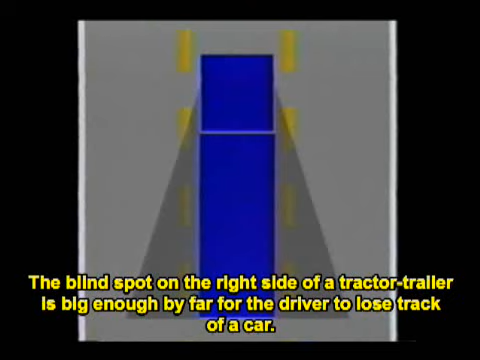 The blind spot on the right side of a tractor-trailer
is big enough by far for the driver to lose track
of a car.